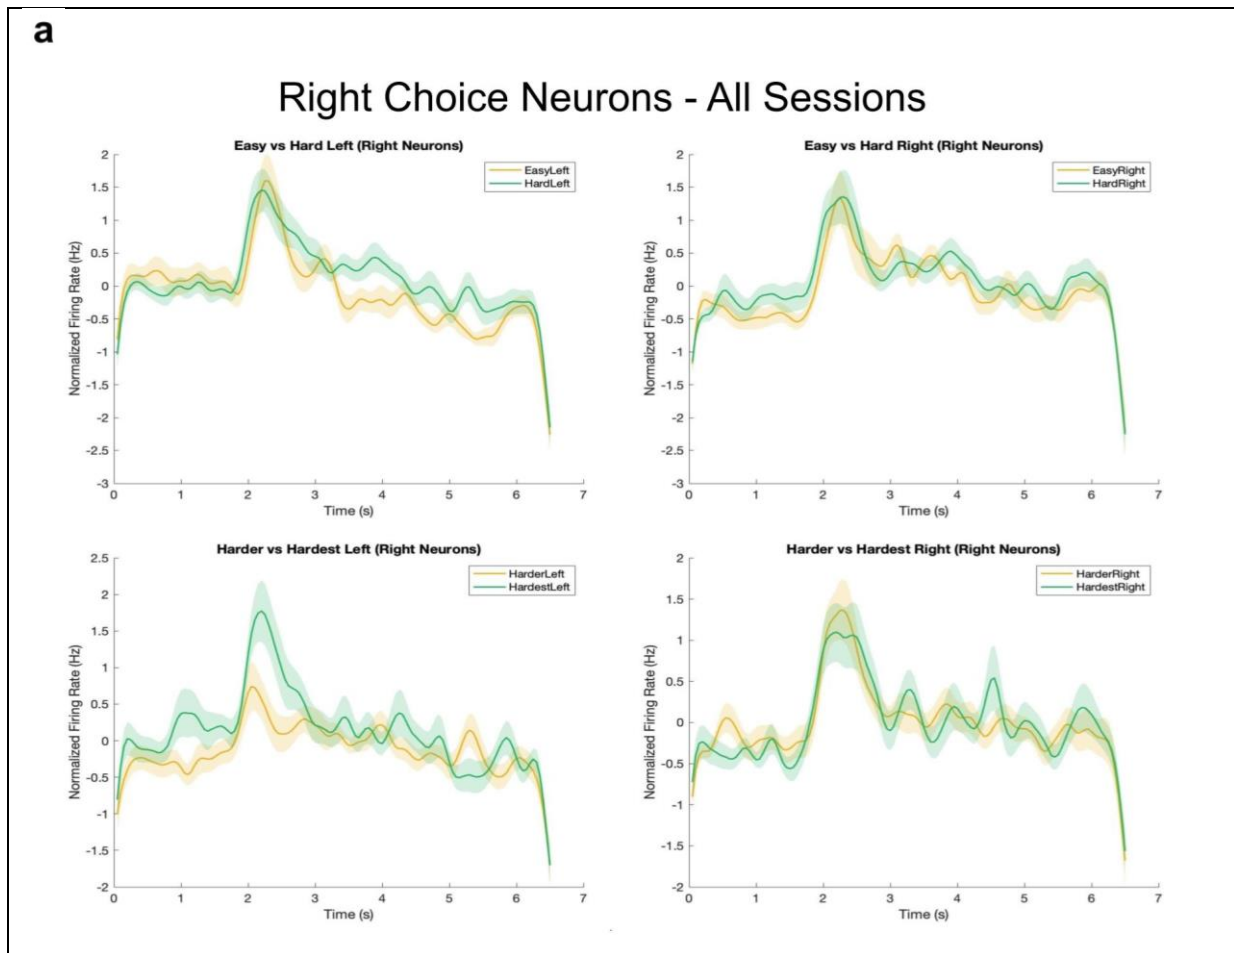 a
Right Choice Neurons - All Sessions
Easy vs Hard Left (Right Neurons)
EasyLeft
HardLeft
Normalized Firing Rate (Hz)
2
1.5
1
0.5
0
-0.5
-1
-1.5
-2
-2.5
-3
0 1 2 3 4 5 6 7
Time (s)
Easy vs Hard Right (Right Neurons)
EasyRight
HardRight
Normalized Firing Rate (Hz)
2
1.5
1
0.5
0
-0.5
-1
-1.5
-2
-2.5
-3
0 1 2 3 4 5 6 7
Time (s)
Harder vs Hardest Left (Right Neurons)
HarderLeft
HardestLeft
Normalized Firing Rate (Hz)
2.5
2
1.5
1
0.5
0
-0.5
-1
-1.5
-2
0 1 2 3 4 5 6 7
Time (s)
Harder vs Hardest Right (Right Neurons)
HarderRight
HardestRight
Normalized Firing Rate (Hz)
2
1.5
1
0.5
0
-0.5
-1
-1.5
-2
0 1 2 3 4 5 6 7
Time (s)